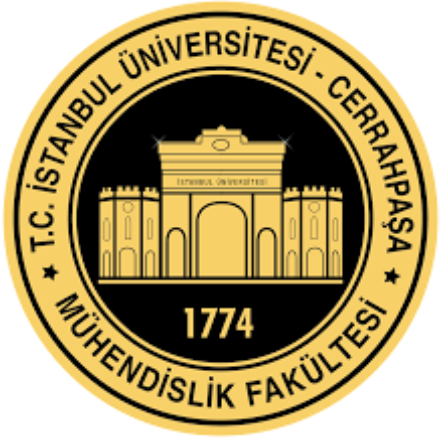 T.C. İSTANBUL ÜNİVERSİTESİ - CERRAHPAŞA
İSTANBUL ÜNİVERSİTESİ
1774
MÜHENDİSLİK FAKÜLTESİ